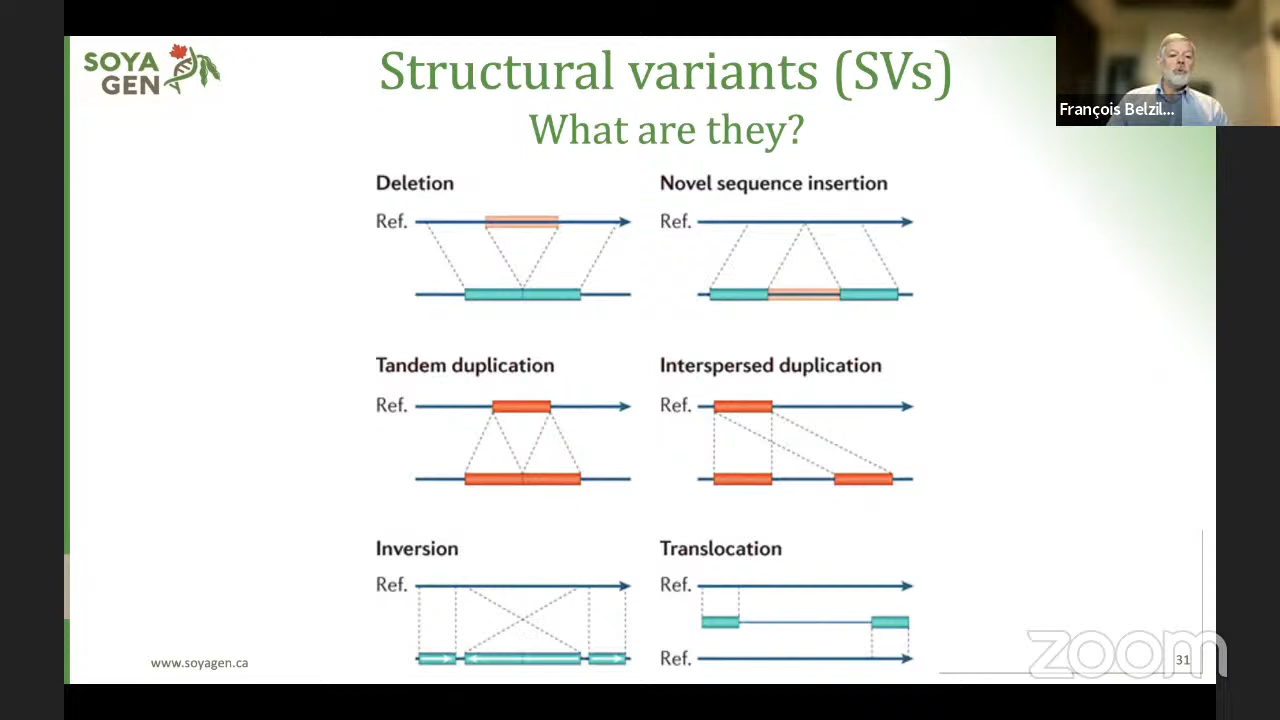 SOYA
GEN
Structural variants (SVs)
What are they?
François Belzil...
Deletion
Ref.
Novel sequence insertion
Ref.
Tandem duplication
Ref.
Interspersed duplication
Ref.
Inversion
Ref.
Translocation
Ref.
Ref.
www.soyagen.ca
zoom
31